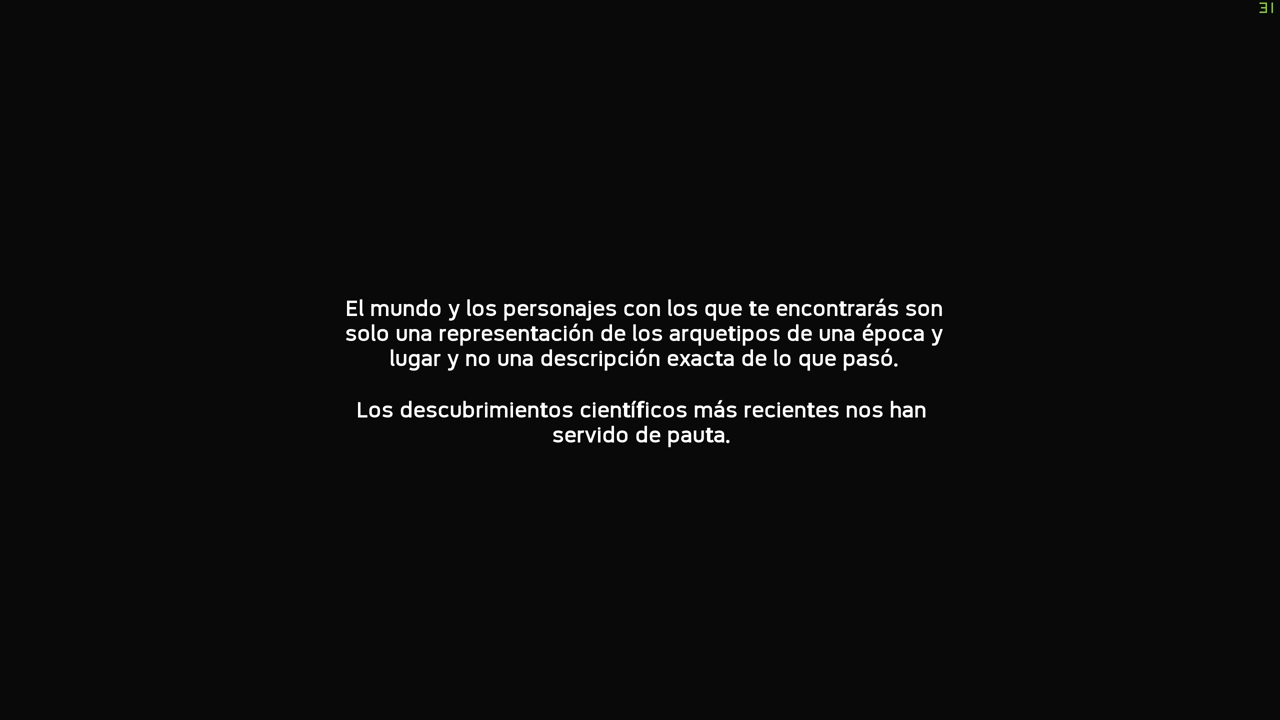 31
El mundo y los personajes con los que te encontrarás son
solo una representación de los arquetipos de una época y
lugar y no una descripción exacta de lo que pasó.
Los descubrimientos científicos más recientes nos han
servido de pauta.